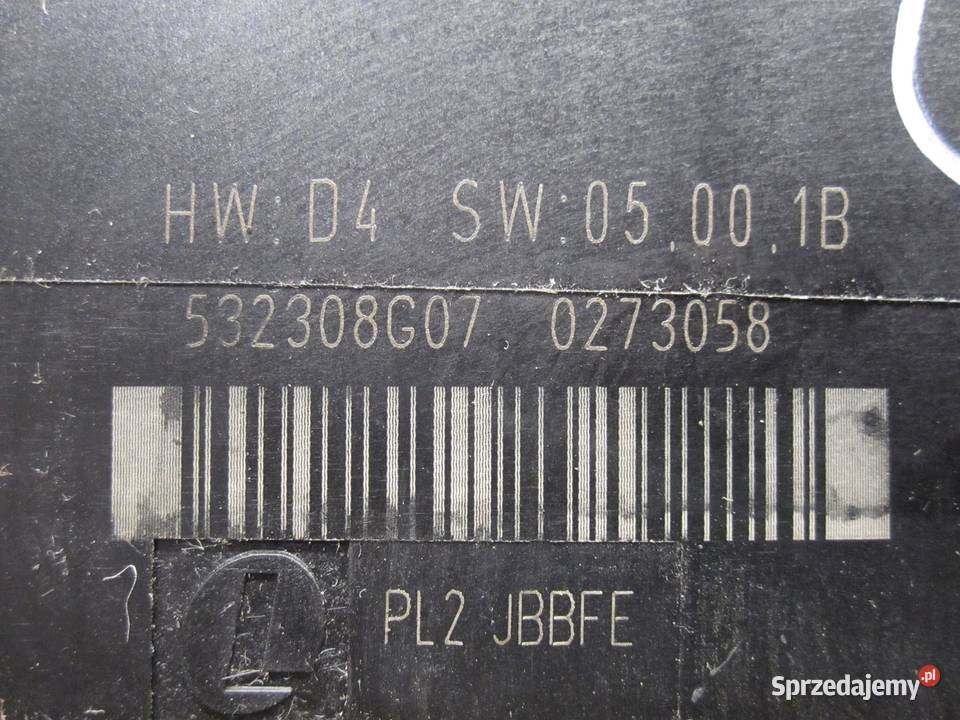 HW: D4 SW:05.00.1B
532308G07 0273058
PL2 JBBFE
Sprzedajemy.pl